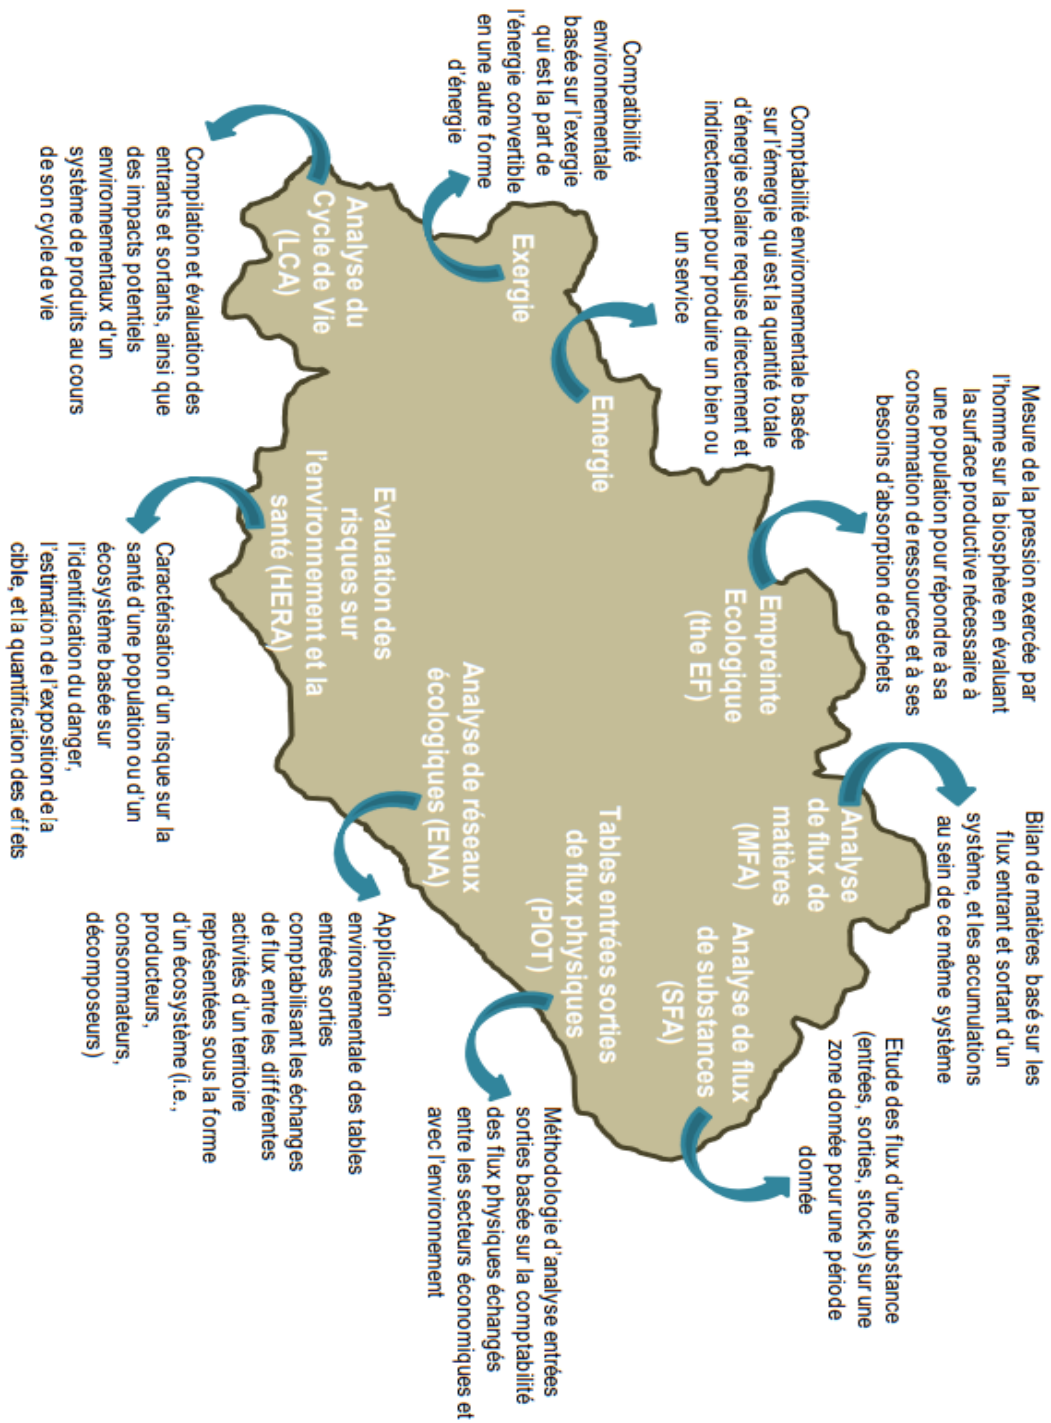 Mesure de la pression exercée par
l'homme sur la biosphère en évaluant
la surface productive nécessaire à
une population pour répondre à sa
consommation de ressources et à ses
besoins d'absorption de déchets
Bilan de matières basé sur les
flux entrant et sortant d'un
système, et les accumulations
au sein de ce même système
Etude des flux d'une substance
(entrées, sorties, stocks) sur une
zone donnée pour une période
donnée
Comptabilité environnementale basée
sur l'émergie qui est la quantité totale
d'énergie solaire requise directement et
indirectement pour produire un bien ou
un service
Compatibilité
environnementale
basée sur l'exergie
qui est la part de
l'énergie convertible
en une autre forme
d'énergie
Analyse
de flux de
matières
(MFA)
Empreinte
Ecologique
(the EF)
Analyse de flux
de substances
(SFA)
Emergie
Tables entrées sorties
de flux physiques
(PIOT)
Exergie
Analyse de réseaux
écologiques (ENA)
Evaluation des
risques sur
l'environnement et la
santé (HERA)
Analyse du
Cycle de Vie
(LCA)
Méthodologie d'analyse entrées
sorties basée sur la comptabilité
des flux physiques échangés
entre les secteurs économiques et
avec l'environnement
Application
environnementale des tables
entrées sorties
comptabilisant les échanges
de flux entre les différentes
activités d'un territoire
représentées sous la forme
d'un écosystème (i.e.,
producteurs,
consommateurs,
décomposeurs)
Compilation et évaluation des
entrants et sortants, ainsi que
des impacts potentiels
environnementaux d'un
système de produits au cours
de son cycle de vie
Caractérisation d'un risque sur la
santé d'une population ou d'un
écosystème basée sur
l'identification du danger,
l'estimation de l'exposition de la
cible, et la quantification des effets